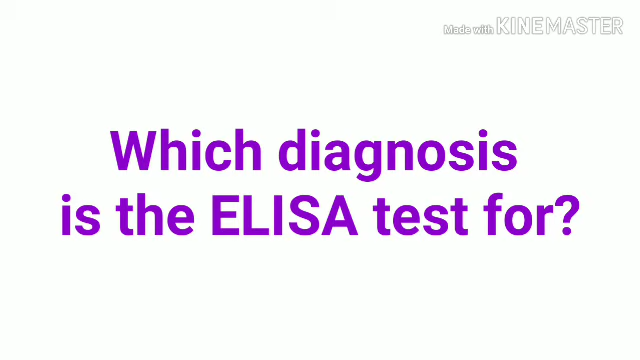 Made with KINEMASTER
Which diagnosis
is the ELISA test for?